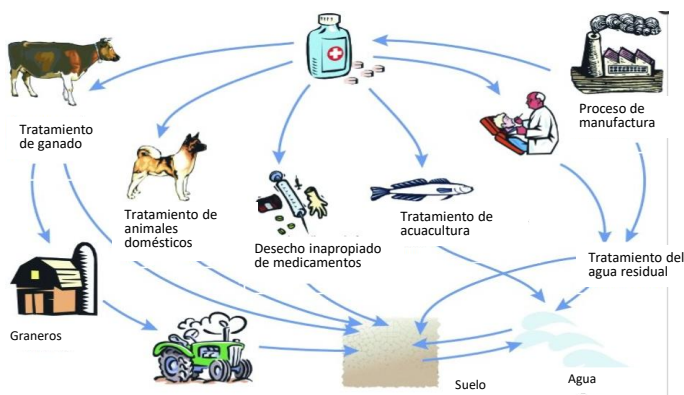 Proceso de
manufactura
Tratamiento
de ganado
Tratamiento de
animales
domésticos
Desecho inapropiado
de medicamentos
Tratamiento de
acuacultura
Tratamiento del
agua residual
Graneros
Suelo
Agua